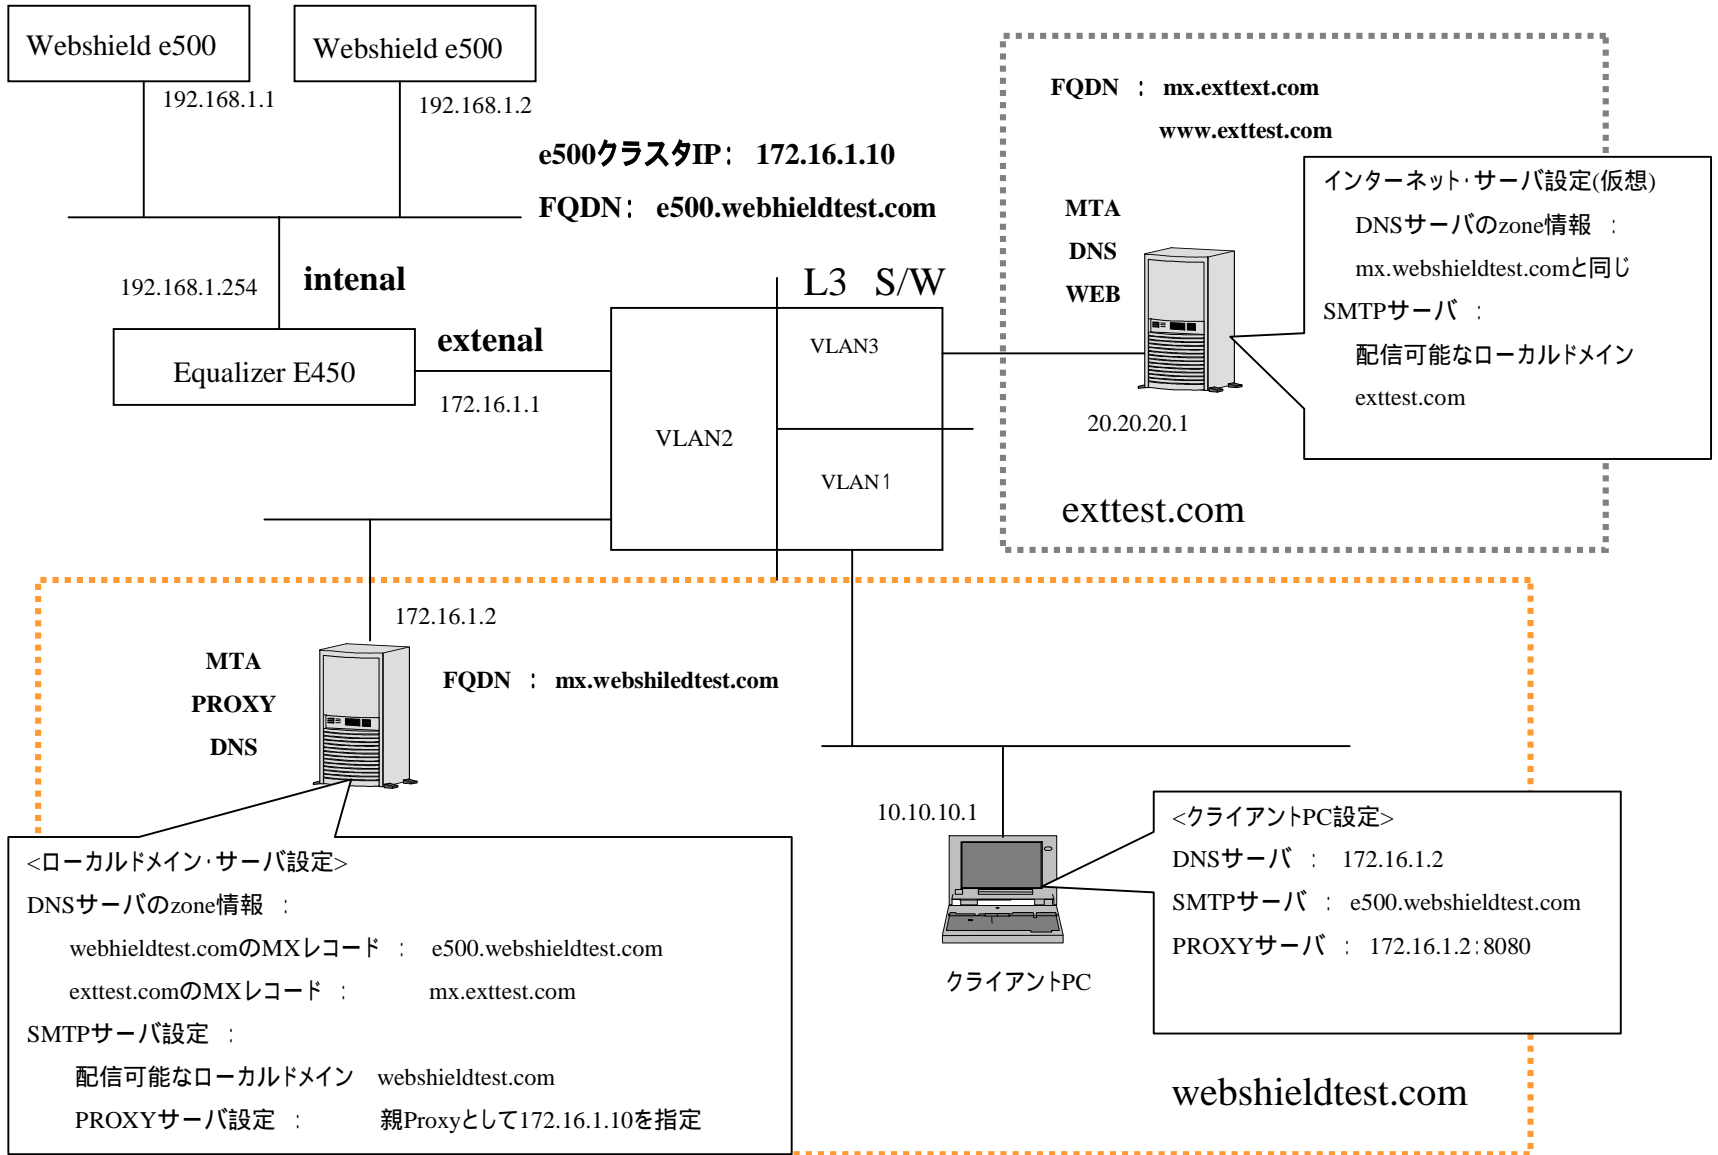 Webshield e500
Webshield e500
192.168.1.1
192.168.1.2
e500クラスタIP： 172.16.1.10
FQDN： e500.webhieldtest.com
192.168.1.254
intenal
Equalizer E450
extenal
172.16.1.1
L3 S/W
VLAN3
VLAN2
VLAN1
FQDN ： mx.exttext.com
www.exttest.com
MTA
DNS
WEB
20.20.20.1
exttest.com
インターネット・サーバ設定(仮想)
DNSサーバのzone情報 ：
mx.webshieldtest.comと同じ
SMTPサーバ ：
配信可能なローカルドメイン
exttest.com
172.16.1.2
MTA
PROXY
DNS
FQDN ： mx.webshiledtest.com
<ローカルドメイン・サーバ設定>
DNSサーバのzone情報 ：
webhieldtest.comのMXレコード ： e500.webshieldtest.com
exttest.comのMXレコード ： mx.exttest.com
SMTPサーバ設定 ：
配信可能なローカルドメイン webshieldtest.com
PROXYサーバ設定 ： 親Proxyとして172.16.1.10を指定
10.10.10.1
クライアントPC
<クライアントPC設定>
DNSサーバ ： 172.16.1.2
SMTPサーバ ： e500.webshieldtest.com
PROXYサーバ ： 172.16.1.2：8080
webshieldtest.com